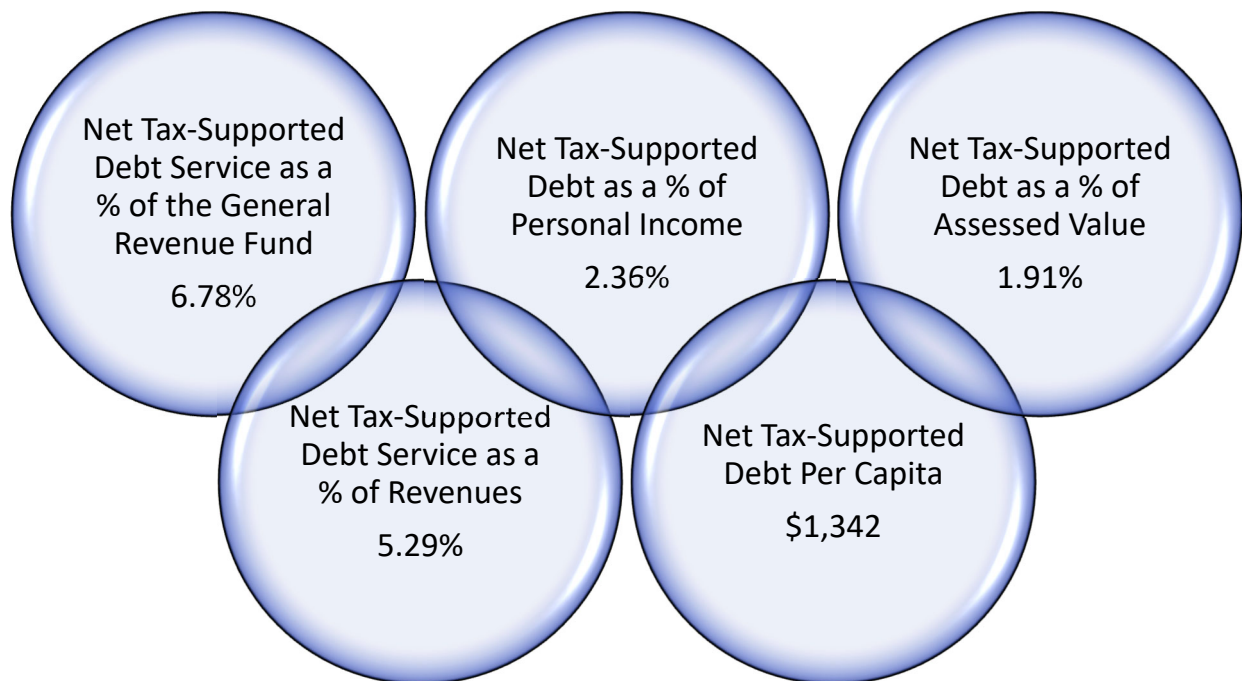 Net Tax-Supported
Debt Service as a
% of the General
Revenue Fund
6.78%
Net Tax-Supported
Debt Service as a
% of Revenues
5.29%
Net Tax-Supported
Debt as a % of
Personal Income
2.36%
Net Tax-Supported
Debt Per Capita
$1,342
Net Tax-Supported
Debt as a % of
Assessed Value
1.91%